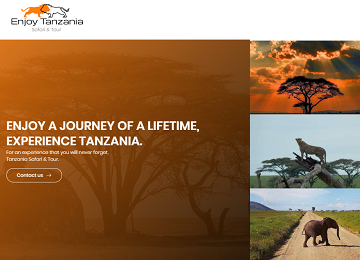 Enjoy Tanzania
Safari & Tour
ENJOY A JOURNEY OF A LIFETIME,
EXPERIENCE TANZANIA.
For an experience that you will never forget.
Tanzania Safari & Tour.
Contact us →